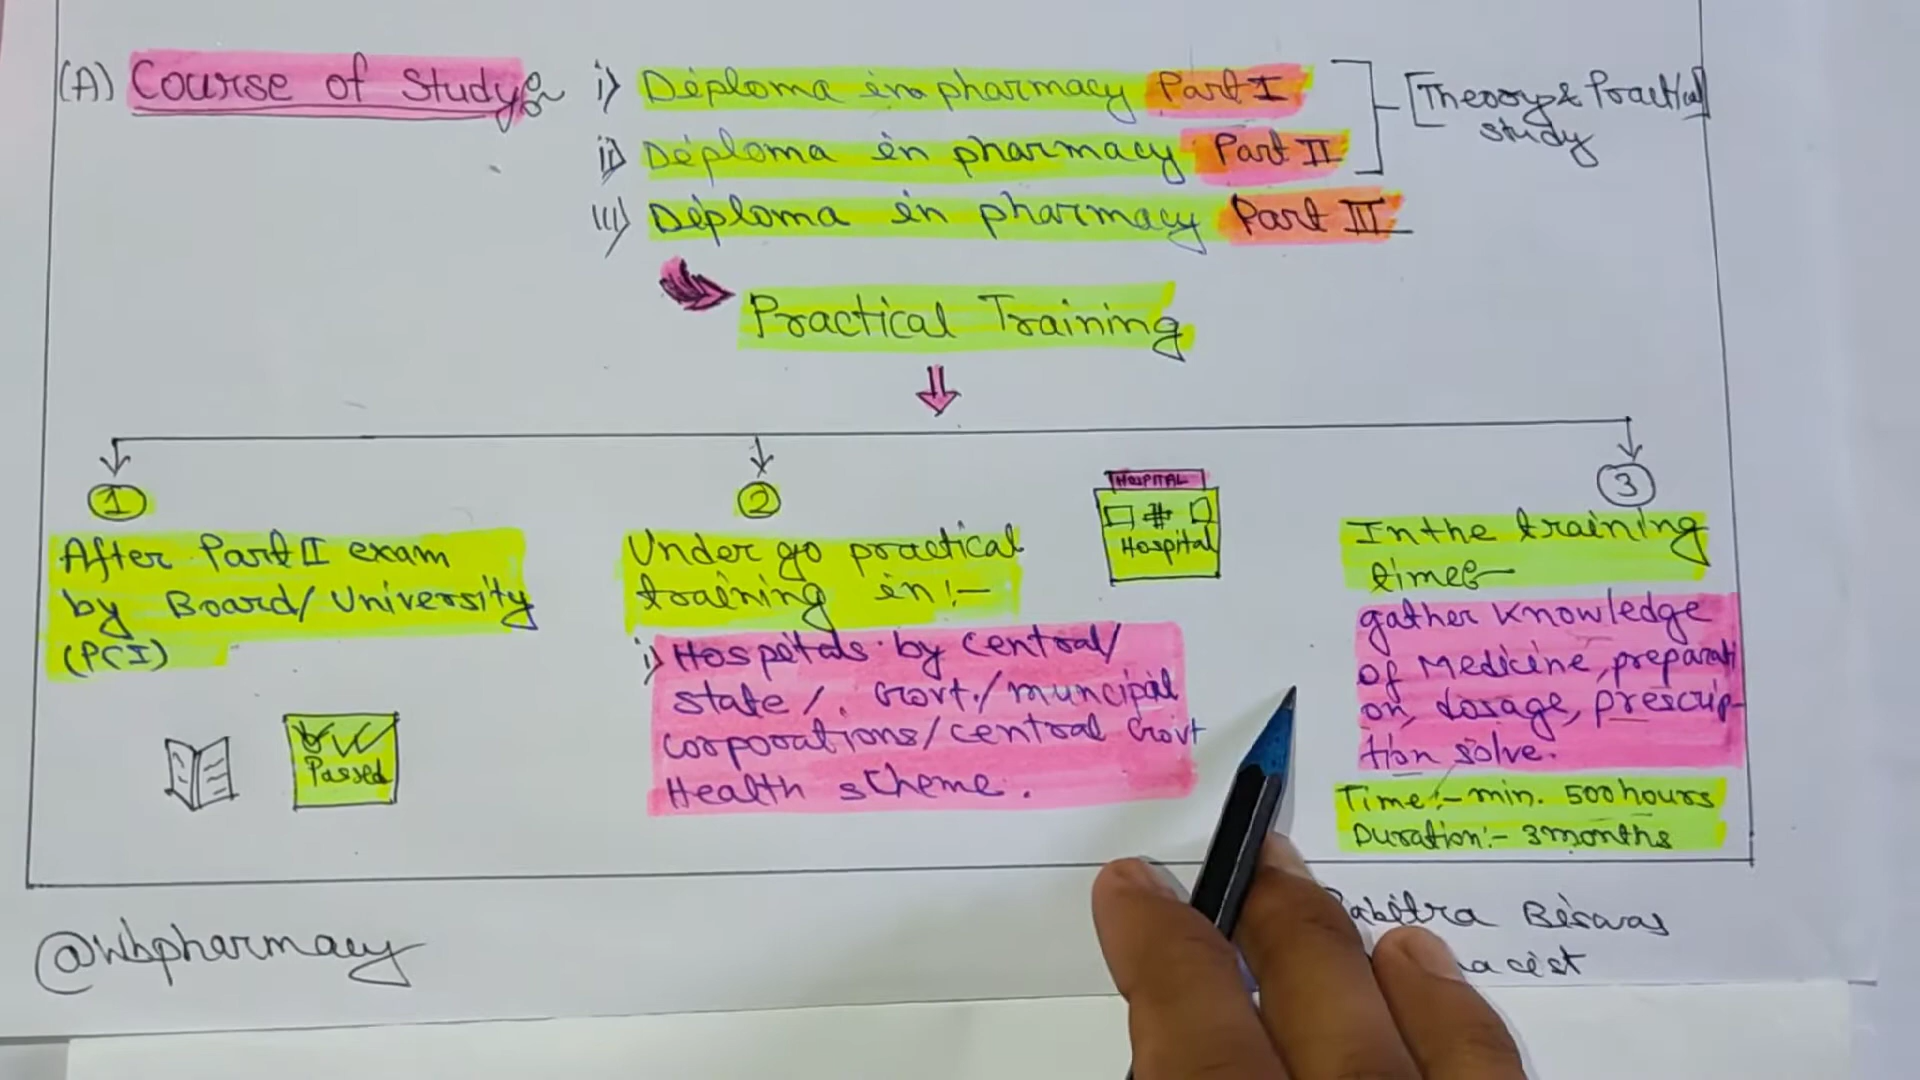 (A) Course of Study:~ i) Diploma in pharmacy Part I
[Theory & Practical]
study
ii) Diploma in pharmacy Part II
iii) Diploma in pharmacy Part III
Practical Training
1
After Part II exam
by Board/University
(PCI)
Passed
2
Under go practical
training in:-
i) Hospitals by central/
state/. Govt./muncipal
corporations/central Govt
Health scheme.
HOSPITAL
Hospital
3
In the training
time:-
gather knowledge
of Medicine, preparati
on, dosage, prescrip-
tion solve.
Time:- min. 500 hours
Duration:- 3 months
@wbpharmacy
abitra Biswas
acist